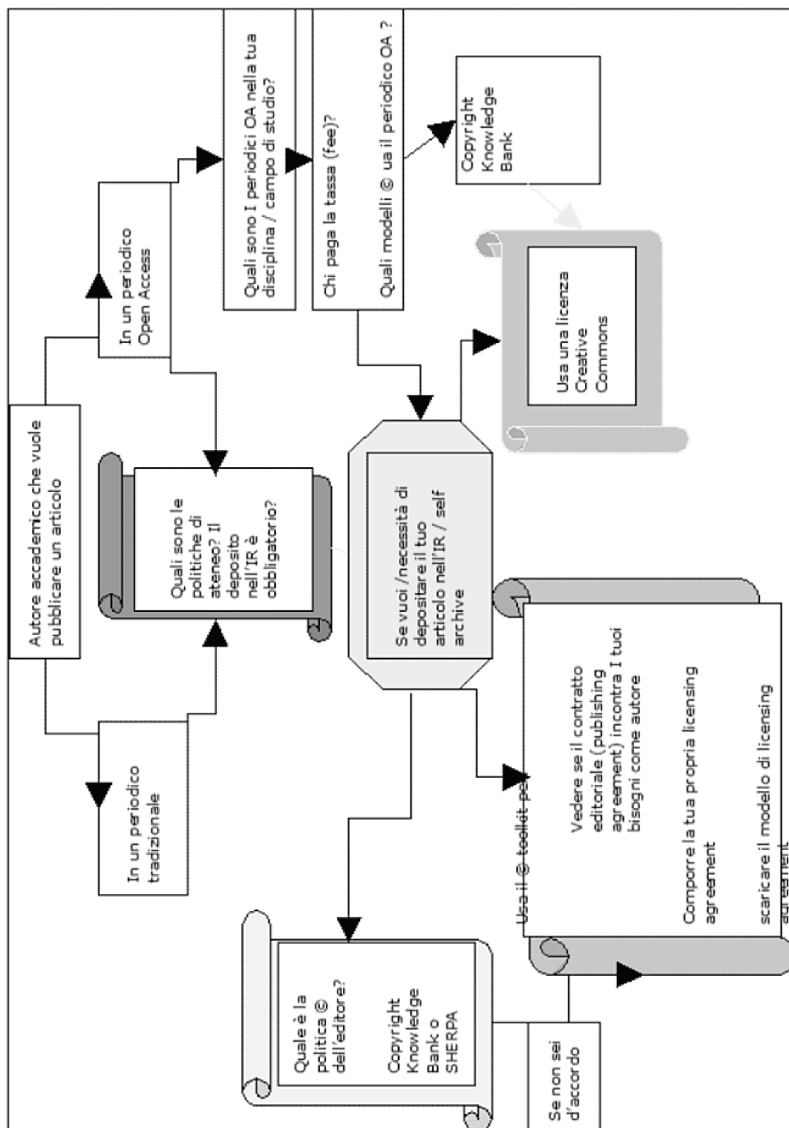 Autore accademico che vuole
pubblicare un articolo
In un periodico
tradizionale
In un periodico
Open Access
Quali sono le
politiche di
ateneo? Il
deposito
nell'IR è
obbligatorio?
Quali sono I periodici OA nella tua
disciplina / campo di studio?
Chi paga la tassa (fee)?
Quali modelli © ua il periodico OA ?
Copyright
Knowledge
Bank
Se vuoi /necessità di
depositare il tuo
articolo nell'IR / self
archive
Usa una licenza
Creative
Commons
Quale è la
politica ©
dell'editore?
Copyright
Knowledge
Bank o
SHERPA
Se non sei
d'accordo
Usa il © toolkit pe
Vedere se il contratto
editoriale (publishing
agreement) incontra I tuoi
bisogni come autore
Comporre la tua propria licensing
agreement
scaricare il modello di licensing
agreement